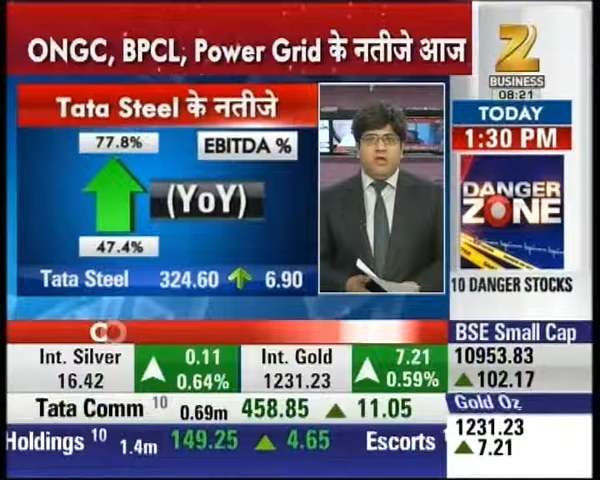 ONGC, BPCL, Power Grid के नतीजे आज
Z
BUSINESS
08:21
Tata Steel के नतीजे
77.8%
EBITDA %
(YoY)
47.4%
Tata Steel 324.60 6.90
TODAY
1:30 PM
DANGER
ZONE
10 DANGER STOCKS
BSE Small Cap
10953.83
102.17
Gold Oz
1231.23
7.21
Int. Silver 0.11 Int. Gold 7.21
16.42 0.64% 1231.23 0.59%
Tata Comm 10 0.69m 458.85 11.05
Holdings 10 1.4m 149.25 4.65 Escorts